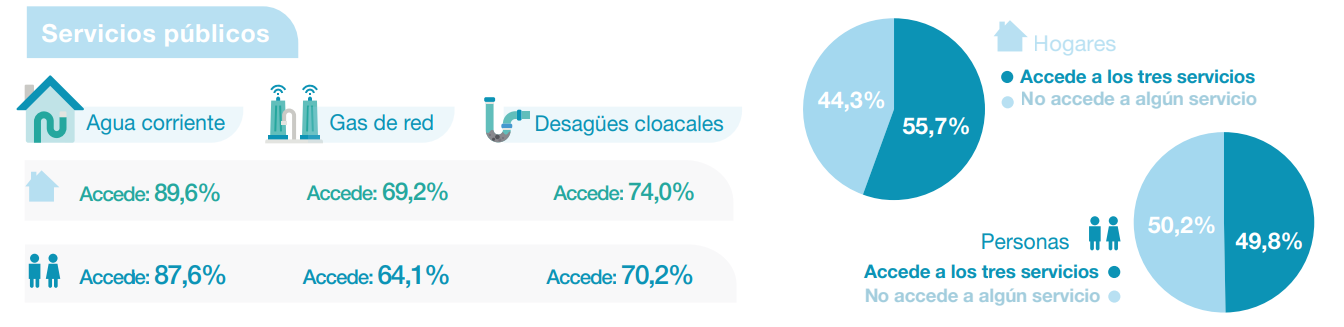 Servicios públicos
Agua corriente
Gas de red
Desagües cloacales
Accede: 89,6%
Accede: 69,2%
Accede: 74,0%
Accede: 87,6%
Accede: 64,1%
Accede: 70,2%
Hogares
Accede a los tres servicios
No accede a algún servicio
44,3%
55,7%
Personas
Accede a los tres servicios
No accede a algún servicio
50,2%
49,8%